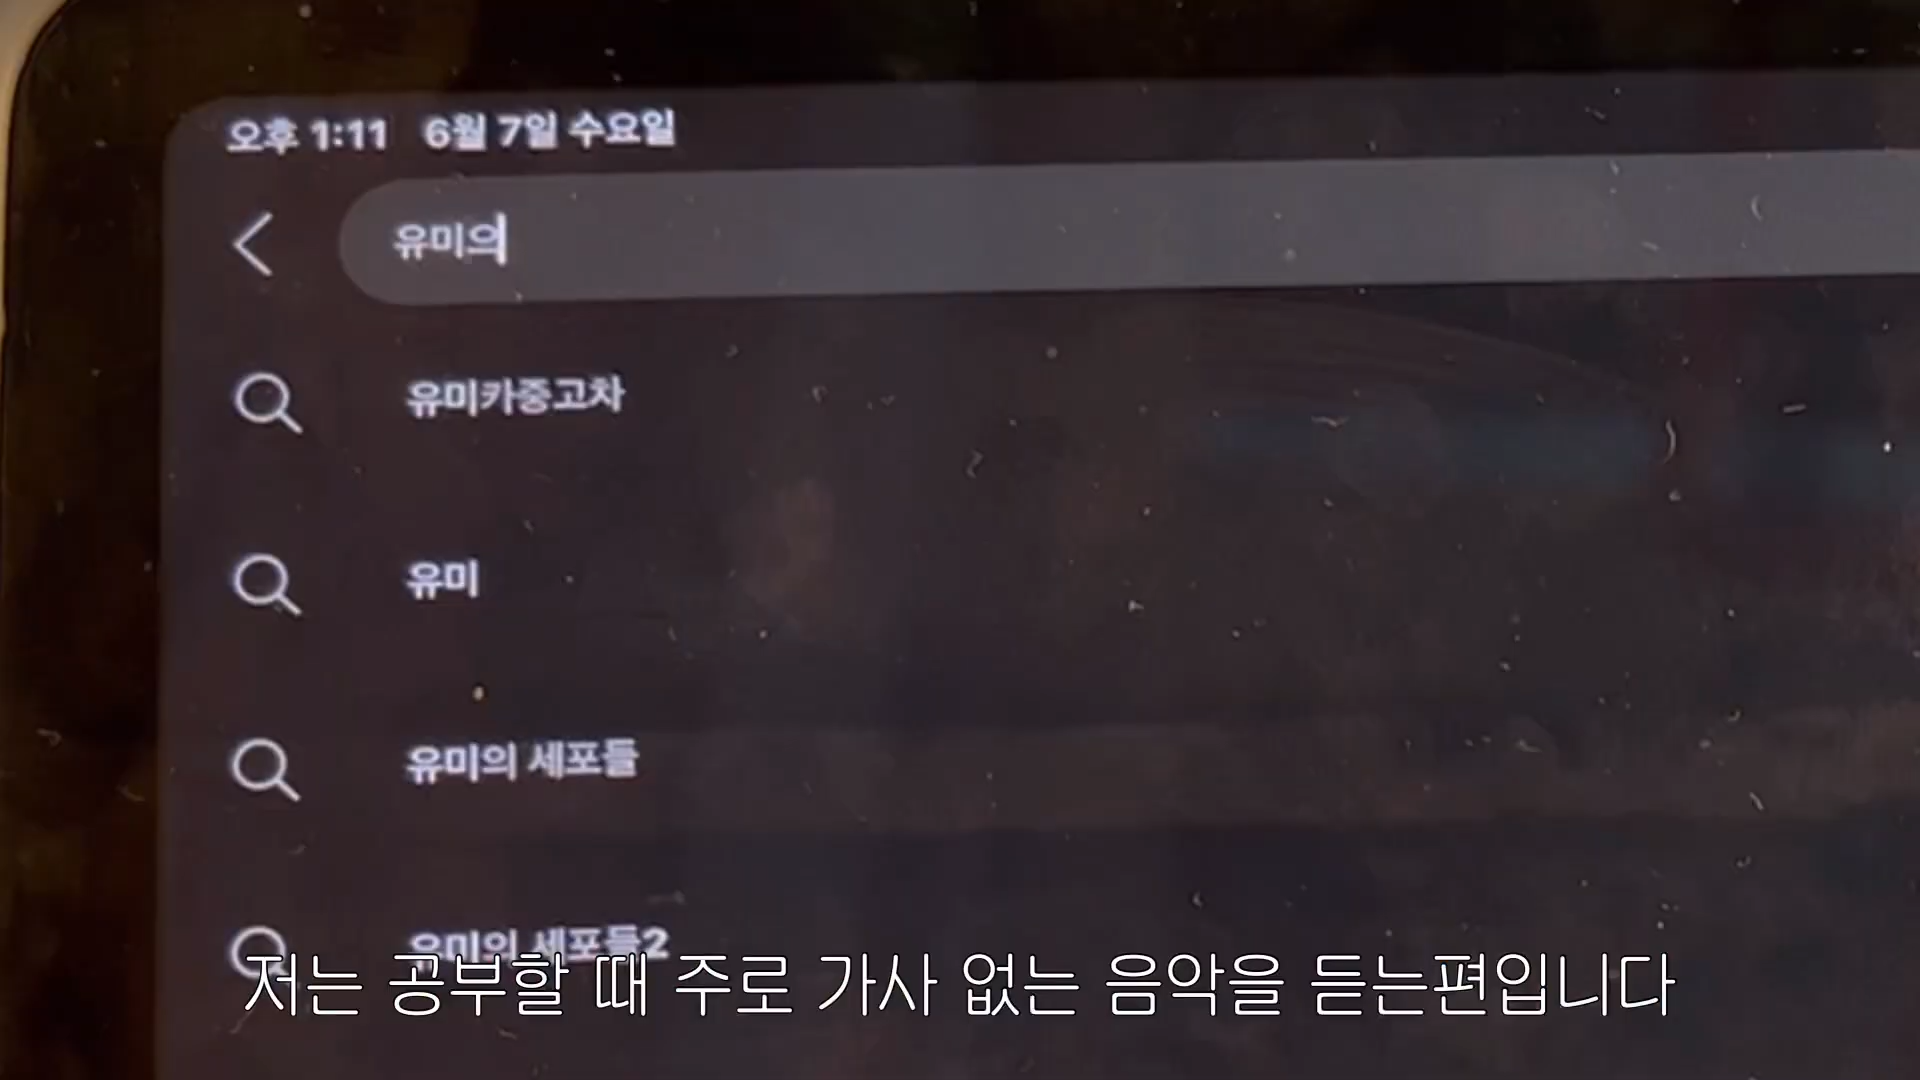 오후 1:11 6월 7일 수요일
유미의
유미카중고차
유미
유미의 세포들
유미의 세포들2
저는 공부할 때 주로 가사 없는 음악을 듣는편입니다